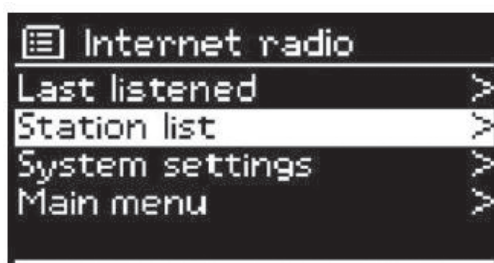 Internet radio
Last listened >
Station list >
System settings >
Main menu >